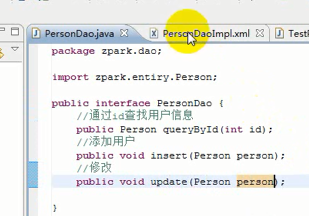 PersonDao.java PersonDaoImpl.xml TestP
package zpark.dao;
import zpark.entiry.Person;
public interface PersonDao {
//通过id查找用户信息
public Person queryById(int id);
//添加用户
public void insert(Person person);
//修改
public void update(Person person);
}